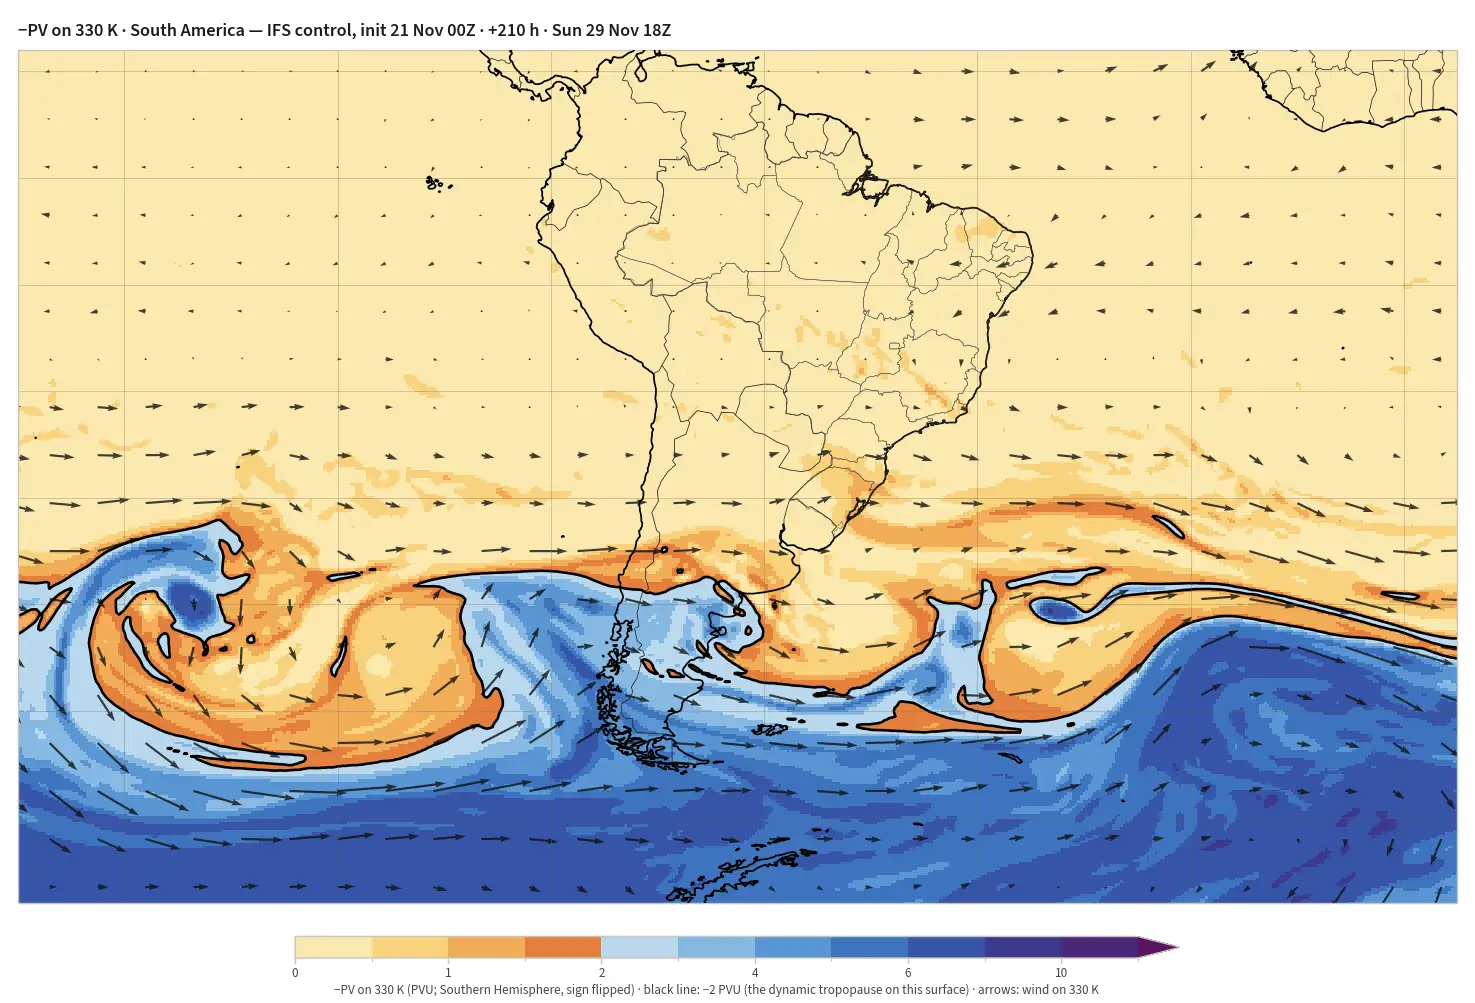 −PV on 330 K · South America — IFS control, init 21 Nov 00Z · +210 h · Sun 29 Nov 18Z
0 1 2 4 6 10
−PV on 330 K (PVU; Southern Hemisphere, sign flipped) · black line: −2 PVU (the dynamic tropopause on this surface) · arrows: wind on 330 K